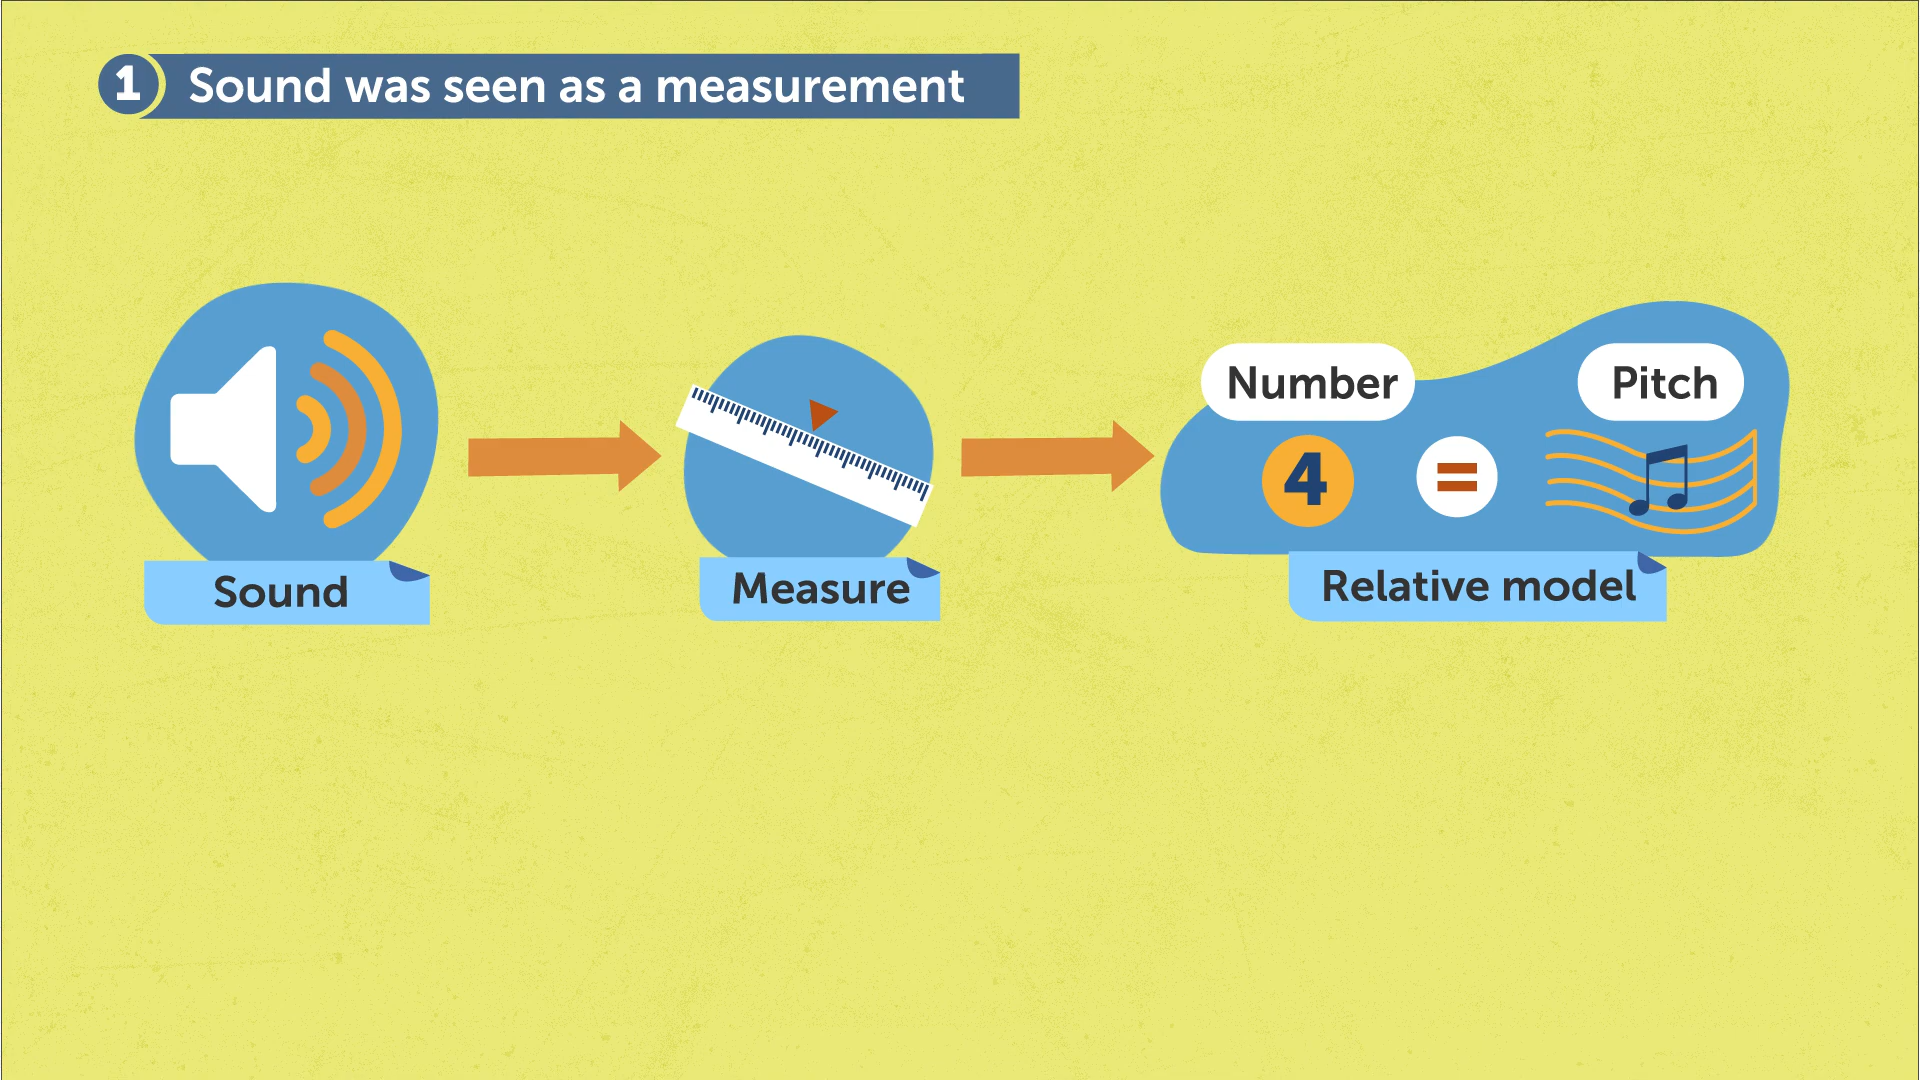 1 Sound was seen as a measurement
Number
Pitch
4 =
Sound
Measure
Relative model